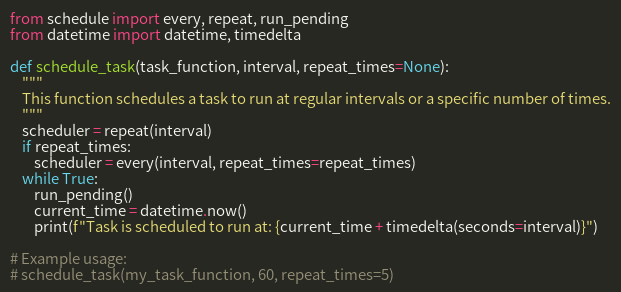 from schedule import every, repeat, run_pending
from datetime import datetime, timedelta

def schedule_task(task_function, interval, repeat_times=None):
    """
    This function schedules a task to run at regular intervals or a specific number of times.
    """
    scheduler = repeat(interval)
    if repeat_times:
        scheduler = every(interval, repeat_times=repeat_times)
    while True:
        run_pending()
        current_time = datetime.now()
        print(f"Task is scheduled to run at: {current_time + timedelta(seconds=interval)}")

# Example usage:
# schedule_task(my_task_function, 60, repeat_times=5)